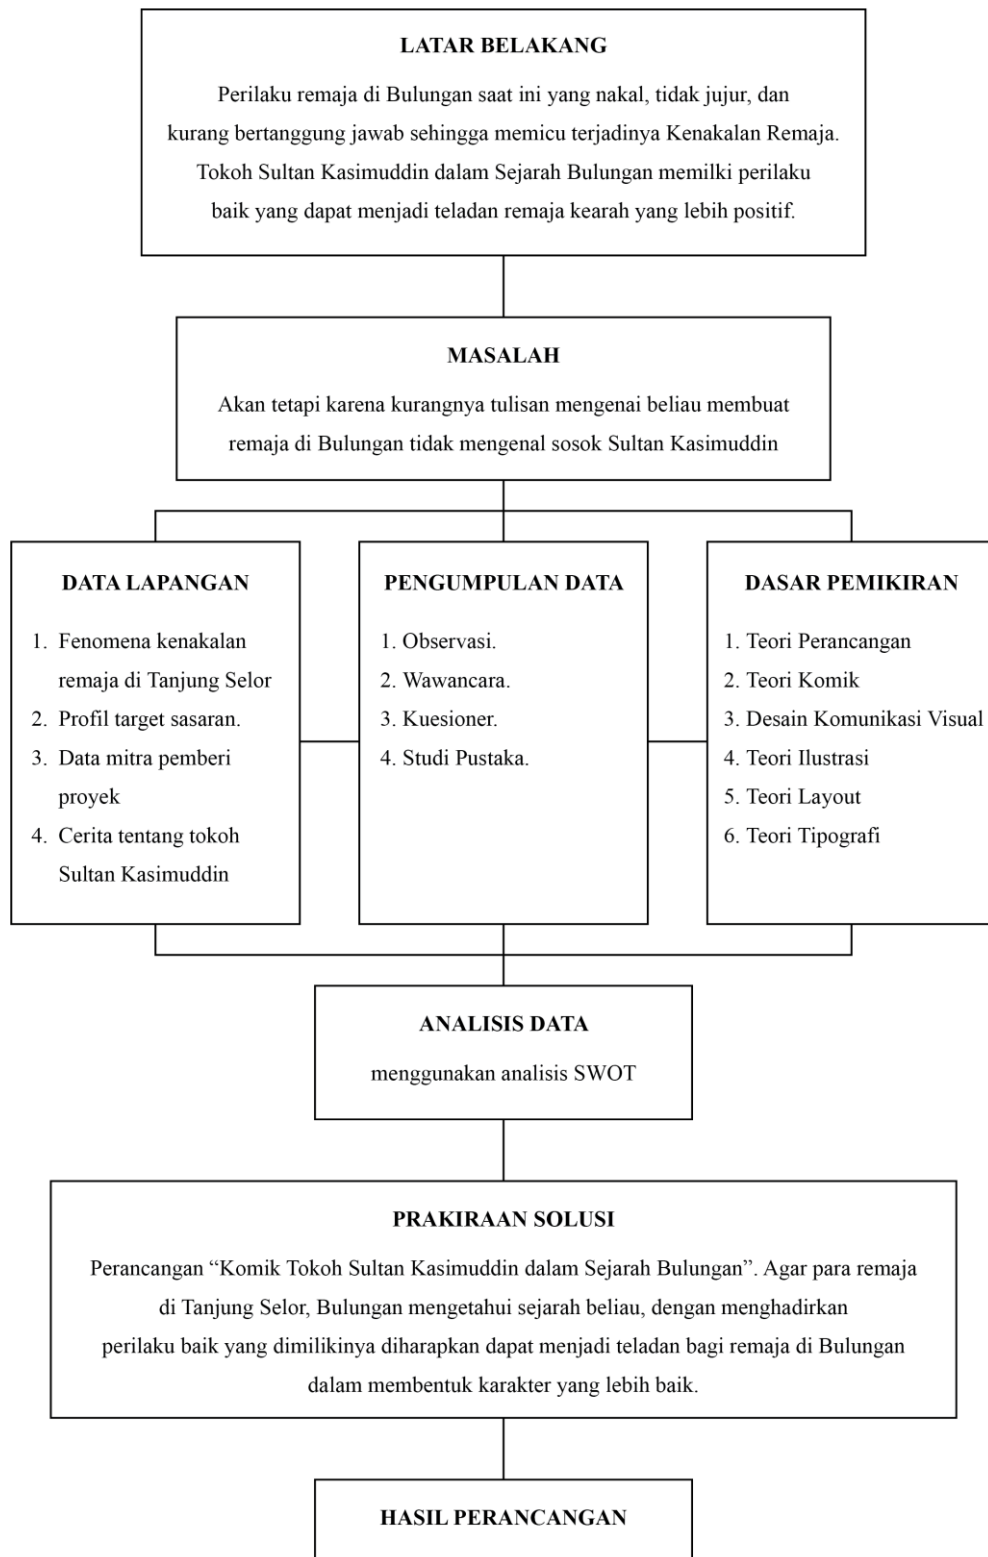 LATAR BELAKANG
Perilaku remaja di Bulungan saat ini yang nakal, tidak jujur, dan
kurang bertanggung jawab sehingga memicu terjadinya Kenakalan Remaja.
Tokoh Sultan Kasimuddin dalam Sejarah Bulungan memilki perilaku
baik yang dapat menjadi teladan remaja kearah yang lebih positif.
MASALAH
Akan tetapi karena kurangnya tulisan mengenai beliau membuat
remaja di Bulungan tidak mengenal sosok Sultan Kasimuddin
DATA LAPANGAN
1. Fenomena kenakalan
remaja di Tanjung Selor
2. Profil target sasaran.
3. Data mitra pemberi
proyek
4. Cerita tentang tokoh
Sultan Kasimuddin
PENGUMPULAN DATA
1. Observasi.
2. Wawancara.
3. Kuesioner.
4. Studi Pustaka.
DASAR PEMIKIRAN
1. Teori Perancangan
2. Teori Komik
3. Desain Komunikasi Visual
4. Teori Ilustrasi
5. Teori Layout
6. Teori Tipografi
ANALISIS DATA
menggunakan analisis SWOT
PRAKIRAAN SOLUSI
Perancangan “Komik Tokoh Sultan Kasimuddin dalam Sejarah Bulungan”. Agar para remaja
di Tanjung Selor, Bulungan mengetahui sejarah beliau, dengan menghadirkan
perilaku baik yang dimilikinya diharapkan dapat menjadi teladan bagi remaja di Bulungan
dalam membentuk karakter yang lebih baik.
HASIL PERANCANGAN